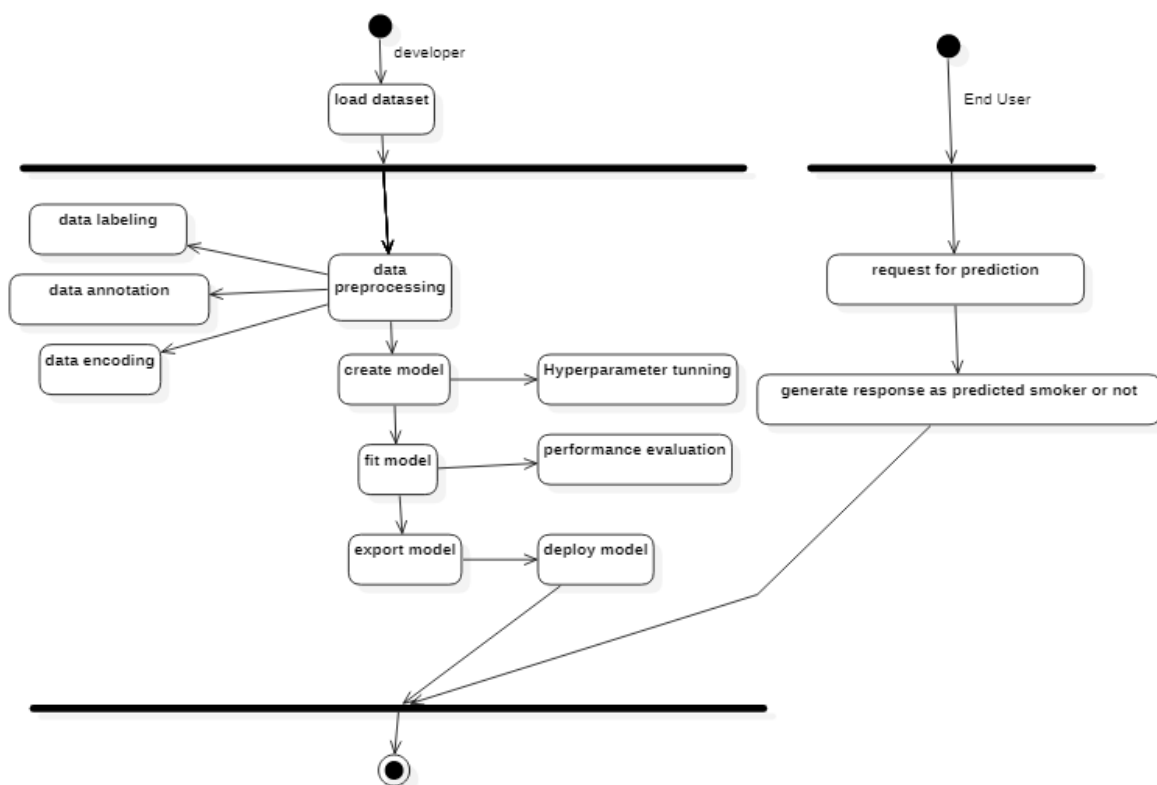 developer
End User
load dataset
data labeling
data annotation
data encoding
data
preprocessing
request for prediction
create model
Hyperparameter tunning
generate response as predicted smoker or not
fit model
performance evaluation
export model
deploy model